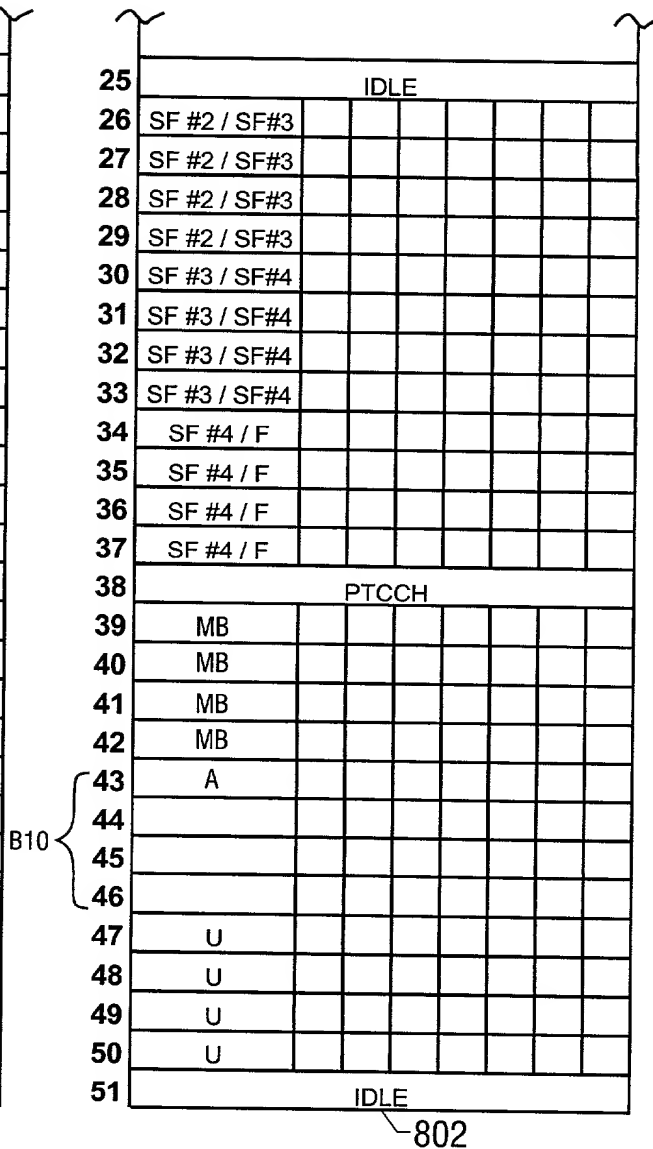 25 IDLE
26 SF #2 / SF#3
27 SF #2 / SF#3
28 SF #2 / SF#3
29 SF #2 / SF#3
30 SF #3 / SF#4
31 SF #3 / SF#4
32 SF #3 / SF#4
33 SF #3 / SF#4
34 SF #4 / F
35 SF #4 / F
36 SF #4 / F
37 SF #4 / F
38 PTCCH
39 MB
40 MB
41 MB
42 MB
43 A
44
B10
45
46
47 U
48 U
49 U
50 U
51 IDLE
802